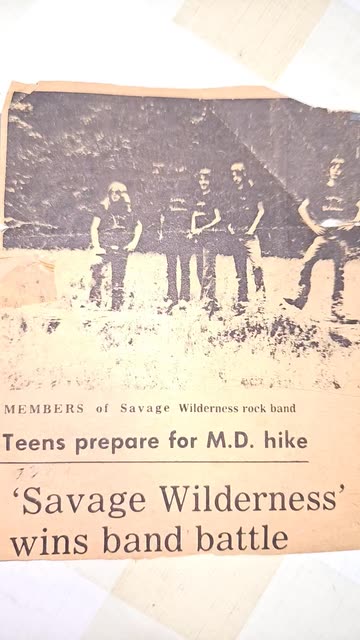 MEMBERS of Savage Wilderness rock band
Teens prepare for M.D. hike
'Savage Wilderness'
wins band battle